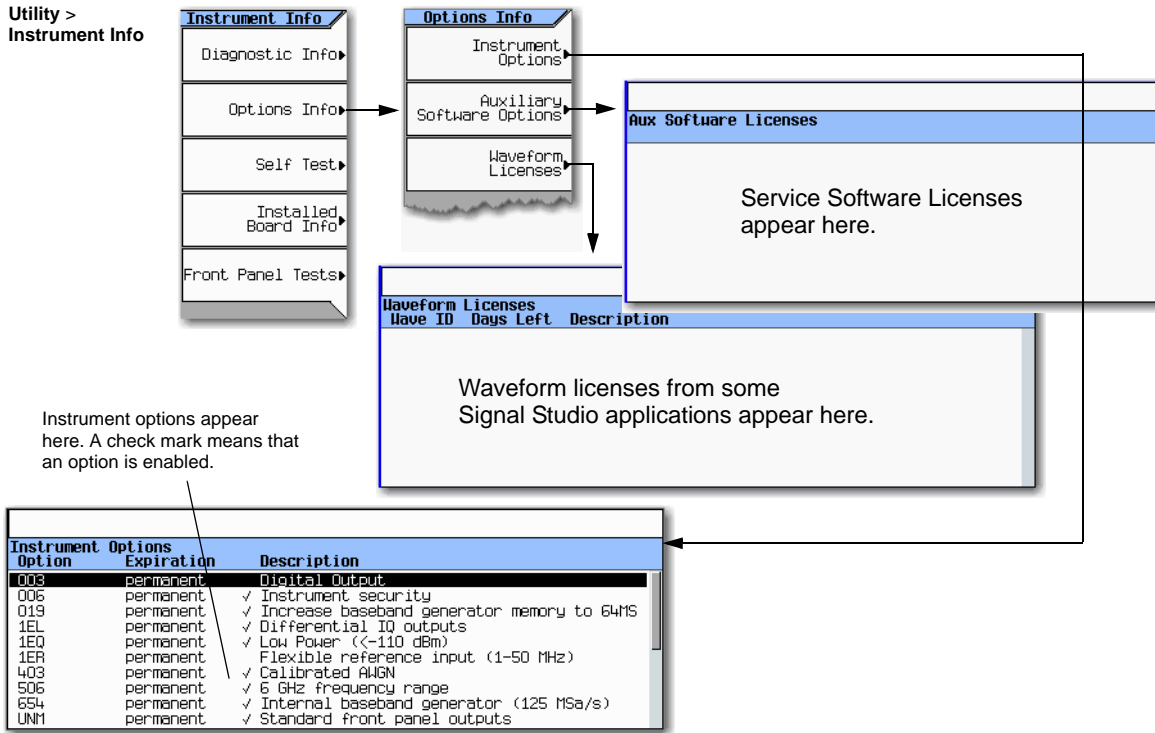 Utility >
Instrument Info
Instrument Info
Diagnostic Info
Options Info
Self Test
Installed
Board Info
Front Panel Tests
Options Info
Instrument
Options
Auxiliary
Software Options
Waveform
Licenses
Aux Software Licenses
Service Software Licenses
appear here.
Waveform Licenses
Wave ID Days Left Description
Waveform licenses from some
Signal Studio applications appear here.
Instrument options appear
here. A check mark means that
an option is enabled.
Instrument Options
Option Expiration Description
003 permanent Digital Output
006 permanent ✓ Instrument security
019 permanent ✓ Increase baseband generator memory to 64MS
1EL permanent ✓ Differential IQ outputs
1EQ permanent ✓ Low Power (<-110 dBm)
1ER permanent Flexible reference input (1-50 MHz)
403 permanent ✓ Calibrated AWGN
506 permanent ✓ 6 GHz frequency range
654 permanent ✓ Internal baseband generator (125 MSa/s)
UNM permanent ✓ Standard front panel outputs